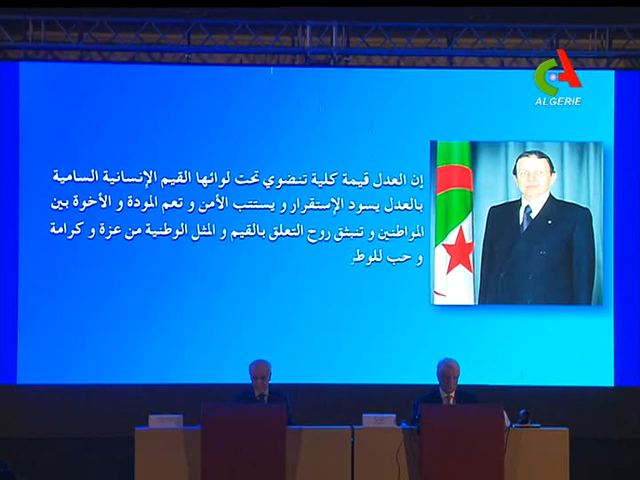 ALGERIE
إن العدل قيمة كلية تنضوي تحت لوائها القيم الإنسانية السامية
بالعدل يسود الإستقرار و يستتب الأمن و تعم المودة و الأخوة بين
المواطنين و تنبثق روح التعلق بالقيم و المثل الوطنية من عزة و كرامة
و حب للوطر